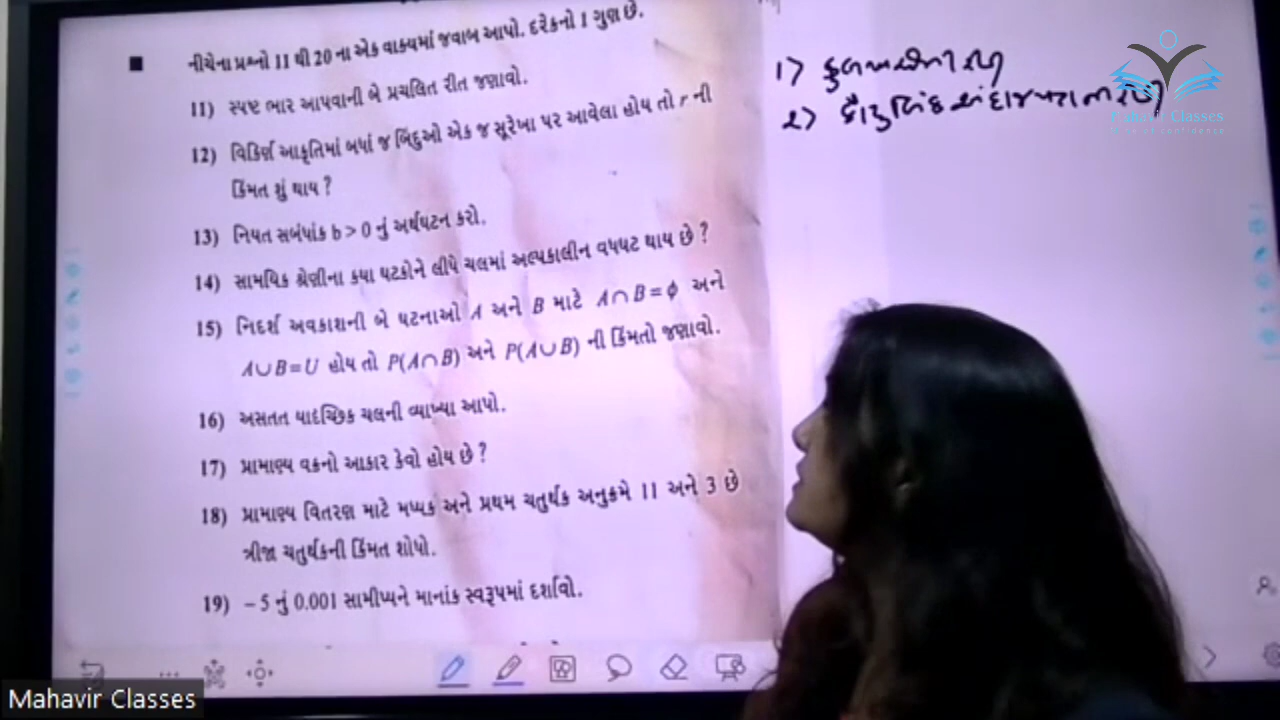 ■ નીચેના પ્રશ્નો 11 થી 20 ના એક વાક્યમાં જવાબ આપો. દરેકનો 1 ગુણ છે.
11) સ્પષ્ટ ભાર આપવાની બે પ્રચલિત રીત જણાવો.
12) વિકિર્ણ આકૃતિમાં બધાં જ બિંદુઓ એક જ સૂરેખા પર આવેલા હોય તો r ની
કિંમત શું થાય ?
13) નિયત સબંધાંક b > 0 નું અર્થઘટન કરો.
14) સામયિક શ્રેણીના કયા ઘટકોને લીધે ચલમાં અલ્પકાલીન વધઘટ થાય છે ?
15) નિદર્શ અવકાશની બે ઘટનાઓ A અને B માટે A∩B=ϕ અને
A∪B=U હોય તો P(A∩B) અને P(A∪B) ની કિંમતો જણાવો.
16) અસતત યાદચ્છિક ચલની વ્યાખ્યા આપો.
17) પ્રામાણ્ય વક્રનો આકાર કેવો હોય છે ?
18) પ્રામાણ્ય વિતરણ માટે મધ્યક અને પ્રથમ ચતુર્થક અનુક્રમે 11 અને 3 છે
ત્રીજા ચતુર્થકની કિંમત શોધો.
19) – 5 નું 0.001 સામીપ્યને માનાંક સ્વરૂપમાં દર્શાવો.
1)
2)
Mahavir Classes
Mahavir Classes